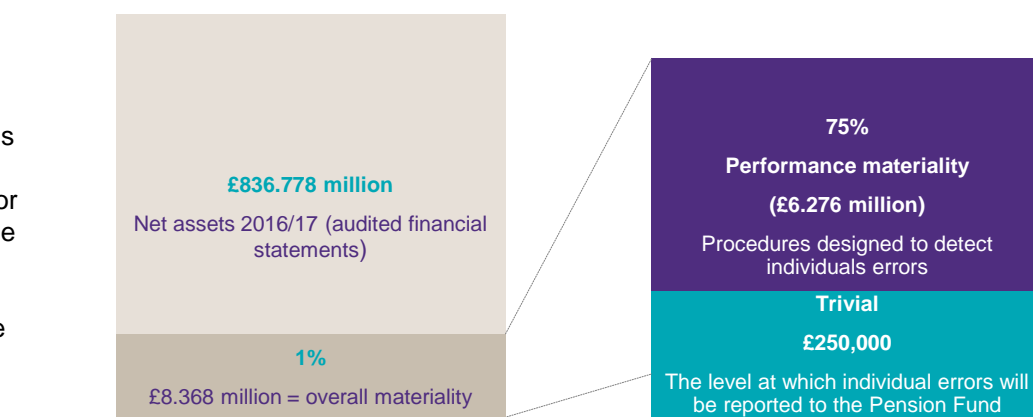 s
or
e
e
£836.778 million
Net assets 2016/17 (audited financial
statements)
1%
£8.368 million = overall materiality
75%
Performance materiality
(£6.276 million)
Procedures designed to detect
individuals errors
Trivial
£250,000
The level at which individual errors will
be reported to the Pension Fund